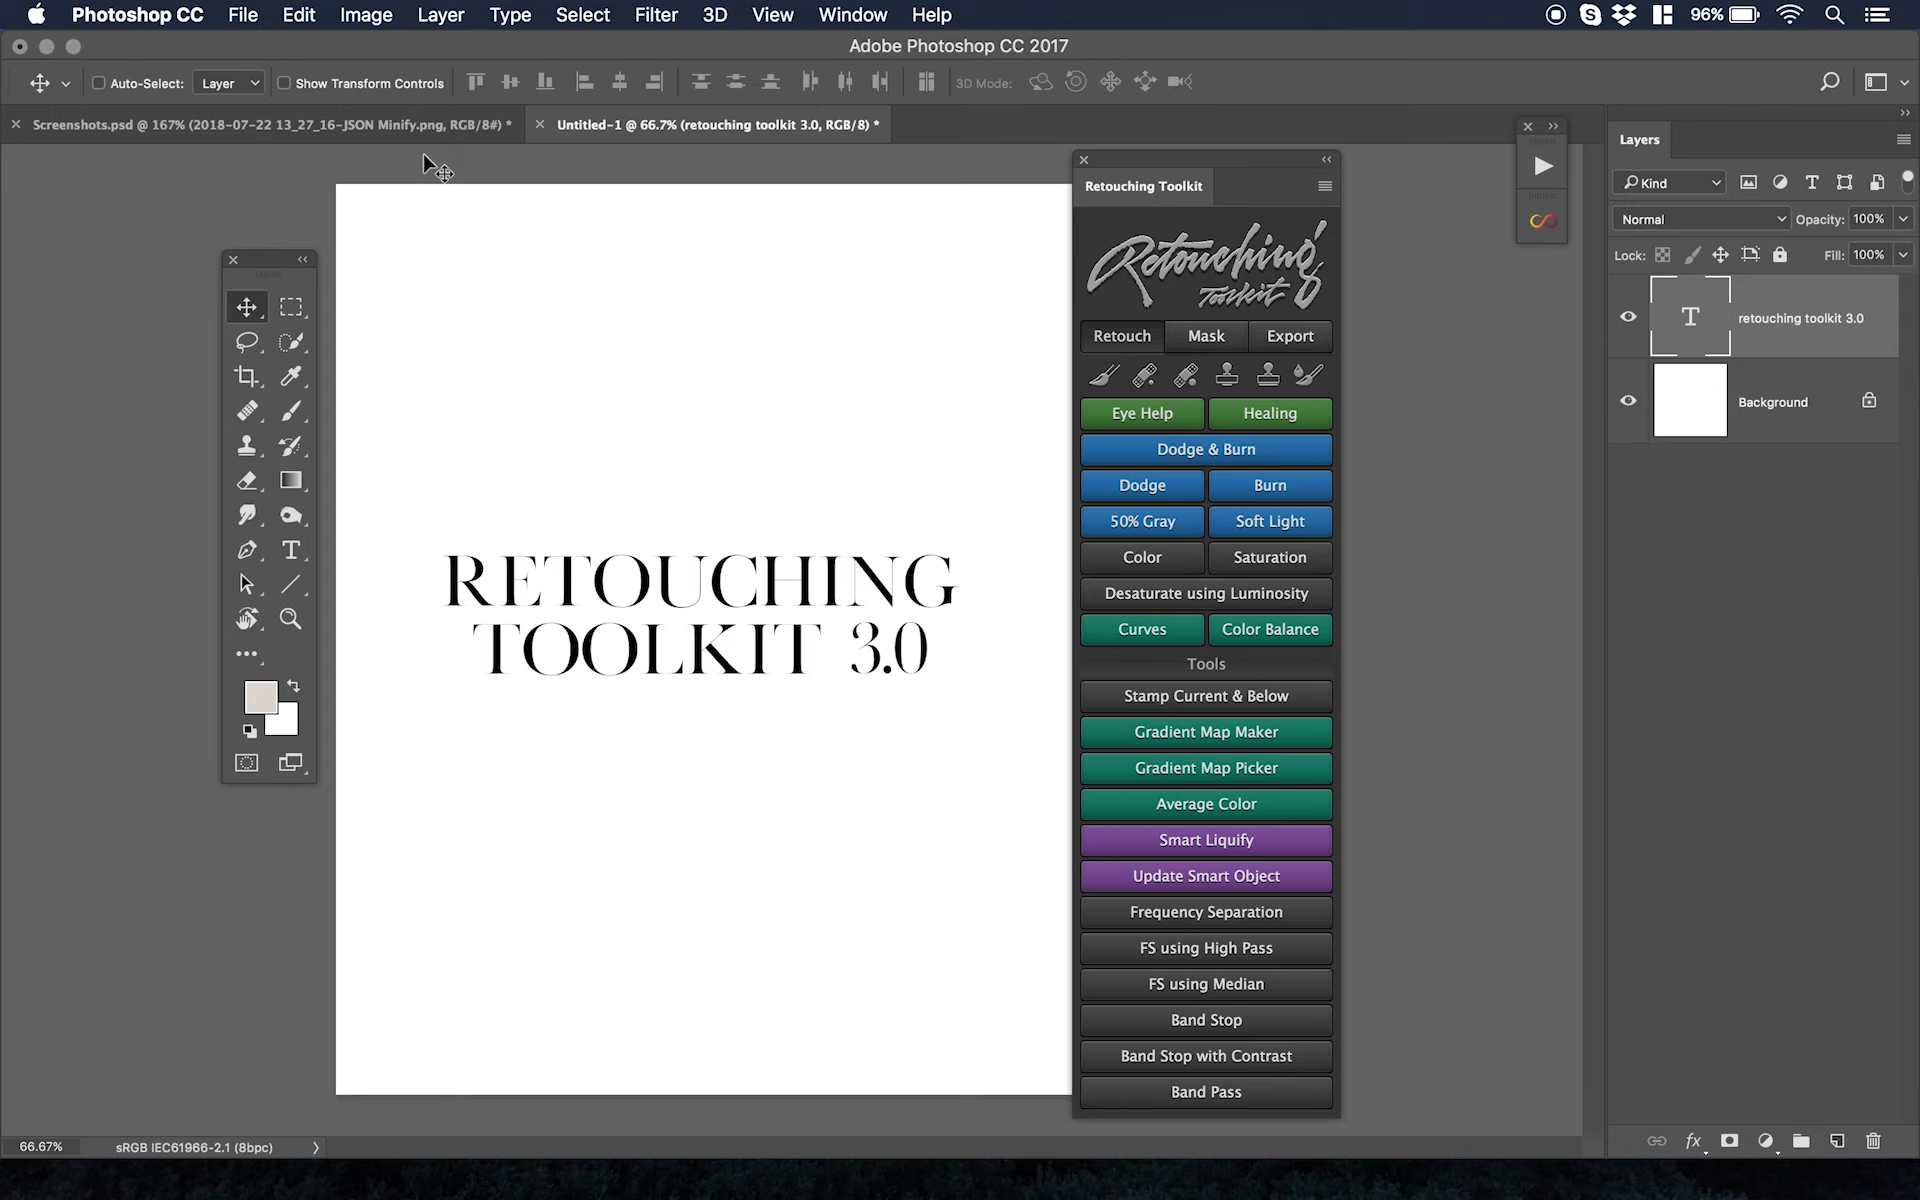 Photoshop CC File Edit Image Layer Type Select Filter 3D View Window Help 96%
Adobe Photoshop CC 2017
Auto-Select: Layer Show Transform Controls 3D Mode:
Screenshots.psd @ 167% (2018-07-22 13_27_16-JSON Minify.png, RGB/8#) * Untitled-1 @ 66.7% (retouching toolkit 3.0, RGB/8) *
Retouching Toolkit
Retouching
Toolkit
Retouch Mask Export
Eye Help Healing
Dodge & Burn
Dodge Burn
50% Gray Soft Light
Color Saturation
Desaturate using Luminosity
Curves Color Balance
Tools
Stamp Current & Below
Gradient Map Maker
Gradient Map Picker
Average Color
Smart Liquify
Update Smart Object
Frequency Separation
FS using High Pass
FS using Median
Band Stop
Band Stop with Contrast
Band Pass
RETOUCHING
TOOLKIT 3.0
Layers
Kind
Normal Opacity: 100%
Lock: Fill: 100%
T retouching toolkit 3.0
Background
fx
66.67% sRGB IEC61966-2.1 (8bpc)